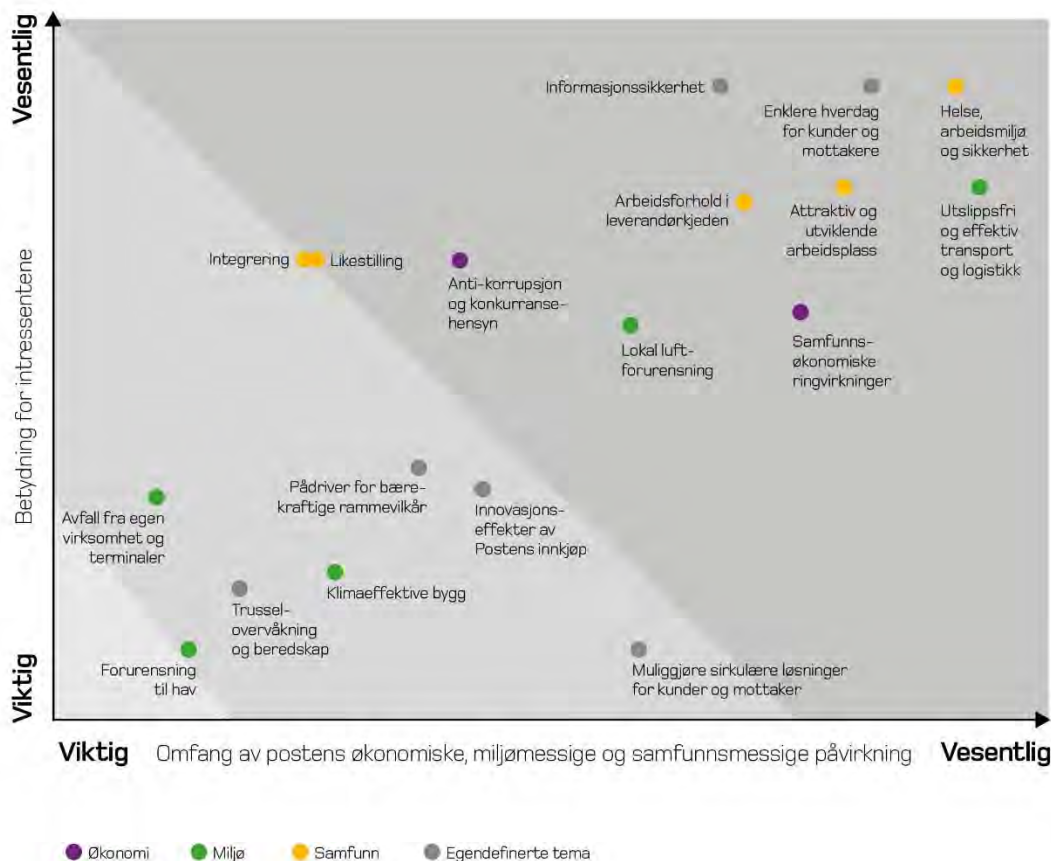 Vesentlig
Betydning for intressentene
Viktig
Informasjonssikkerhet
Enklere hverdag
for kunder og
mottakere
Helse,
arbeidsmiljø
og sikkerhet
Arbeidsforhold i
leverandørkjeden
Attraktiv og
utviklende
arbeidsplass
Utslippsfri
og effektiv
transport
og logistikk
Integrering
Likestilling
Anti-korrupsjon
og konkurranse-
hensyn
Lokal luft-
forurensning
Samfunns-
økonomiske
ringvirkninger
Pådriver for bære-
kraftige rammevilkår
Innovasjons-
effekter av
Postens innkjøp
Avfall fra egen
virksomhet og
terminaler
Klimaeffektive bygg
Trussel-
overvåkning
og beredskap
Forurensning
til hav
Muliggjøre sirkulære løsninger
for kunder og mottaker
Viktig Omfang av postens økonomiske, miljømessige og samfunnsmessige påvirkning Vesentlig
Økonomi Miljø Samfunn Egendefinerte tema